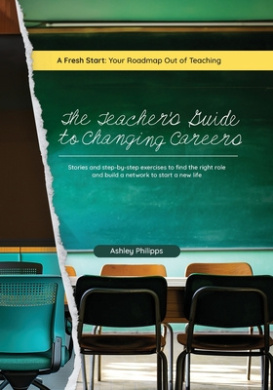 A Fresh Start: Your Roadmap Out of Teaching
The Teacher's Guide
to Changing Careers
Stories and step-by-step exercises to find the right role
and build a network to start a new life
Ashley Philipps